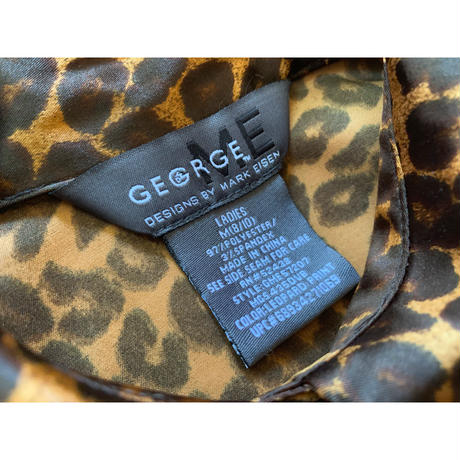 ME
GEORGE
DESIGNS BY MARK EISEN
LADIES
M(8/10)
97%POLYESTER/
3%SPANDEX
MADE IN CHINA
SEE SIDE SEAM FOR CARE
COLOR:LEOPARD PRINT